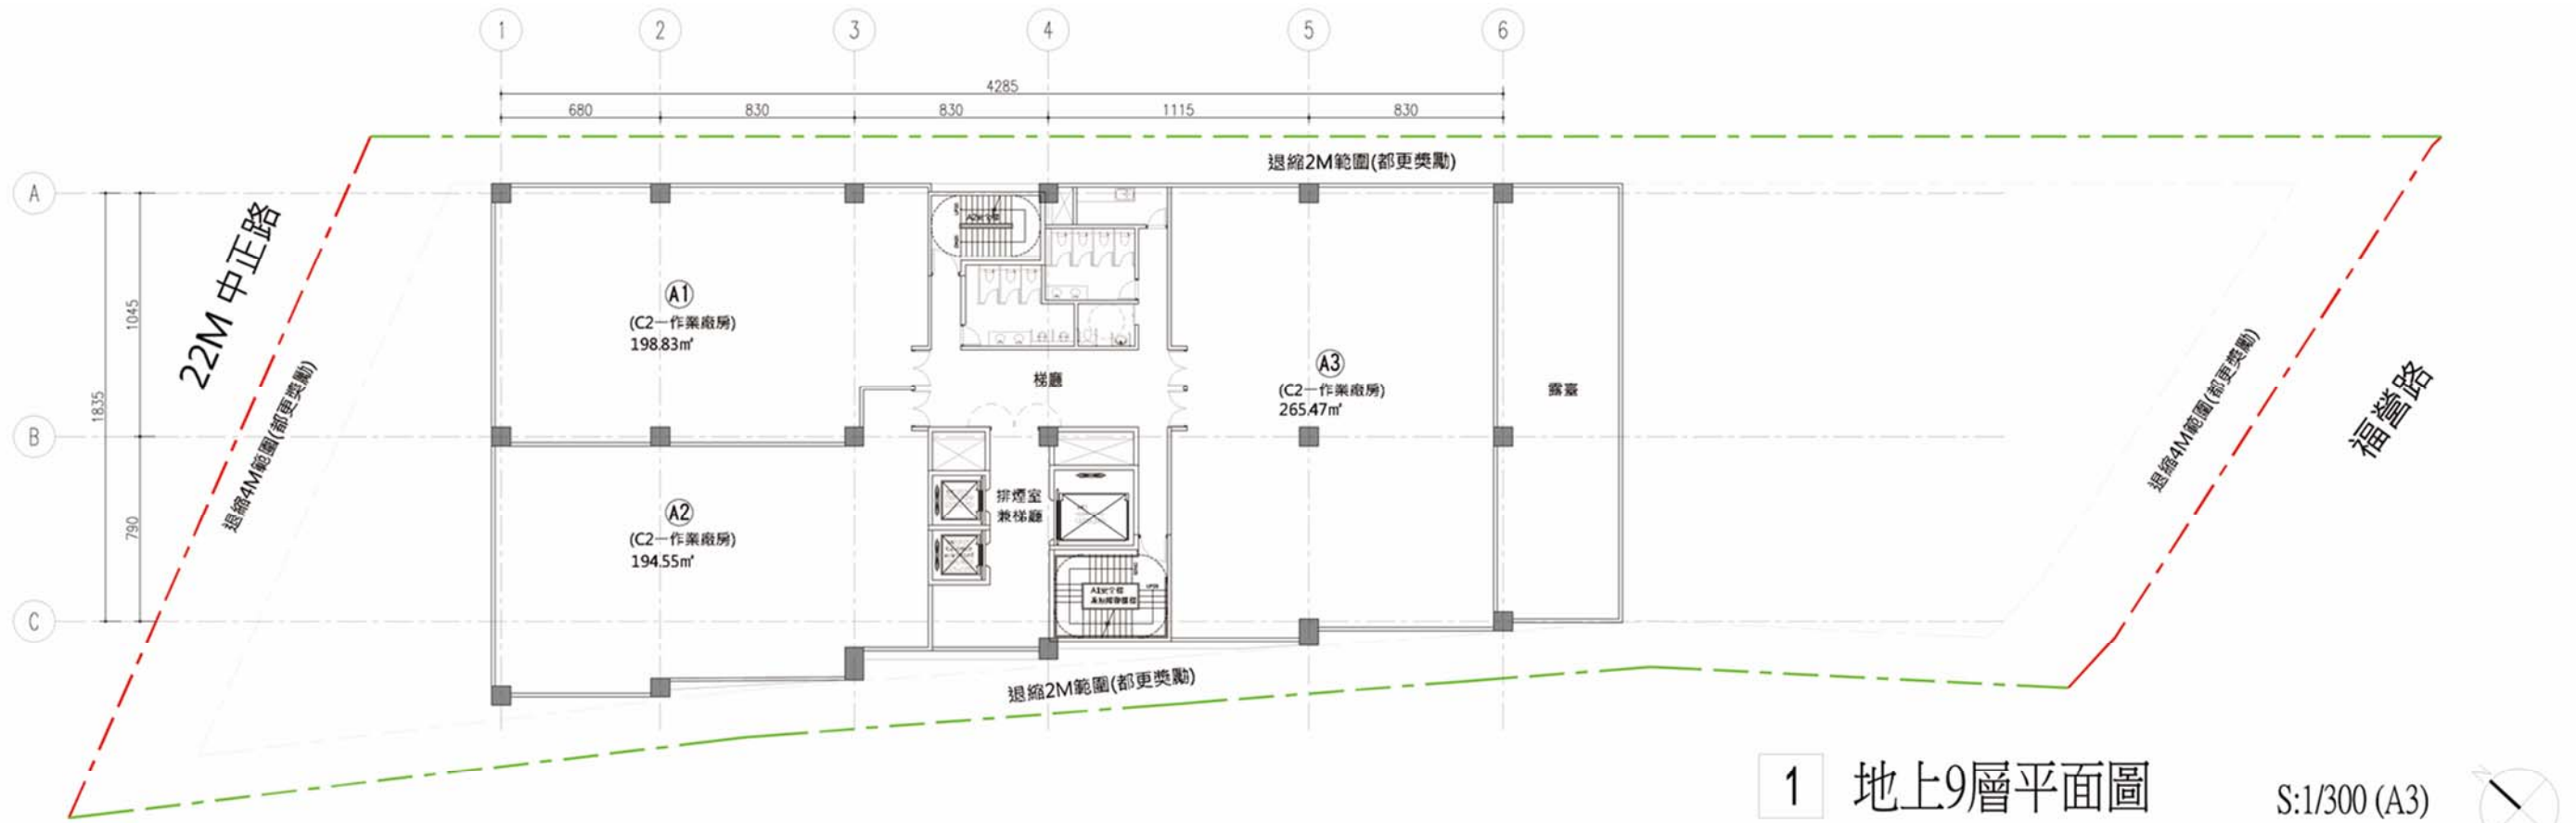 1 2 3 4 5 6
4285
680 830 830 1115 830
退縮2M範圍(都更獎勵)
A
22M 中正路
退縮4M範圍(都更獎勵)
1045
1835
B
790
C
A1
(C2一作業廠房)
198.83㎡
A2
(C2一作業廠房)
194.55㎡
梯廳
排煙室
兼梯廳
A3
(C2一作業廠房)
265.47㎡
露臺
退縮4M範圍(都更獎勵)
福營路
退縮2M範圍(都更獎勵)
1 地上9層平面圖 S:1/300 (A3)
N